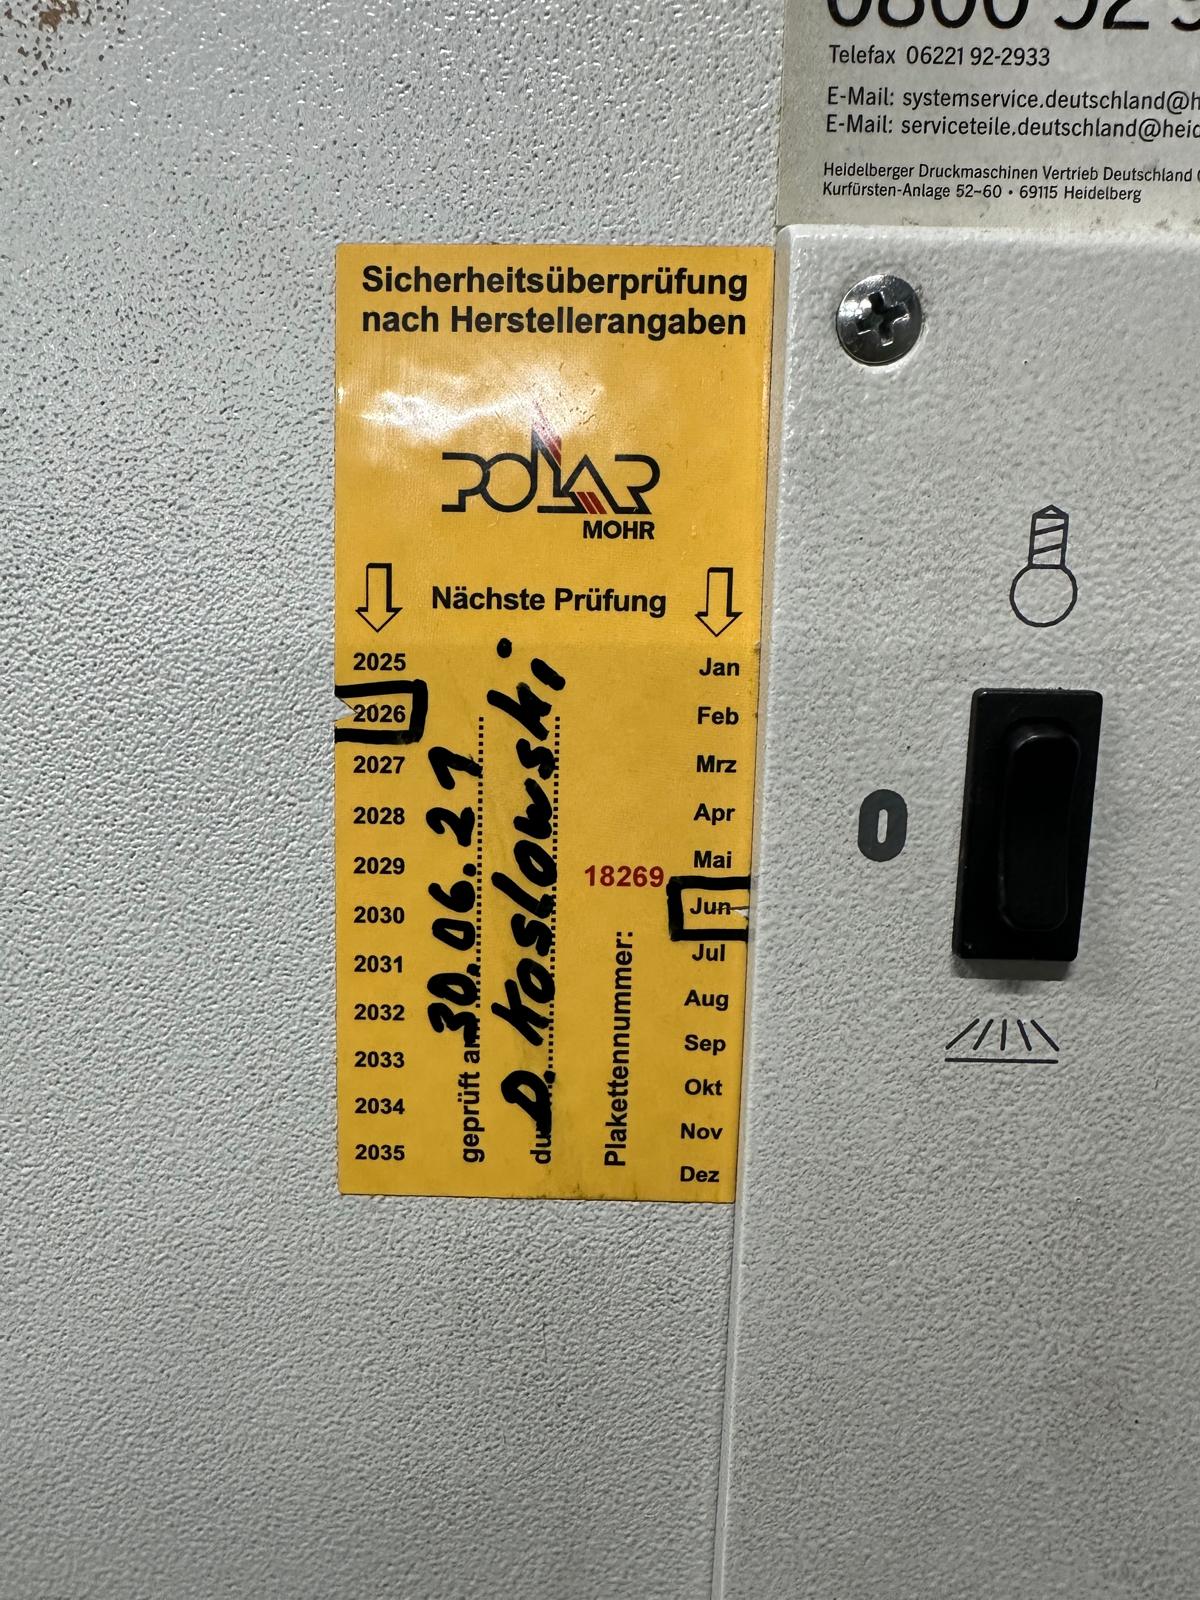 Telefax 06221 92-2933
E-Mail: systemservice.deutschland@h
E-Mail: serviceteile.deutschland@heid
Heidelberger Druckmaschinen Vertrieb Deutschland
Kurfürsten-Anlage 52-60 • 69115 Heidelberg
Sicherheitsüberprüfung
nach Herstellerangaben
POLAR
MOHR
Nächste Prüfung
2025
2026
2027
2028
2029
2030
2031
2032
2033
2034
2035
geprüft am 30.06.21
D. Koslowski
Plakettennummer:
18269
Jan
Feb
Mrz
Apr
Mai
Jun
Jul
Aug
Sep
Okt
Nov
Dez
0